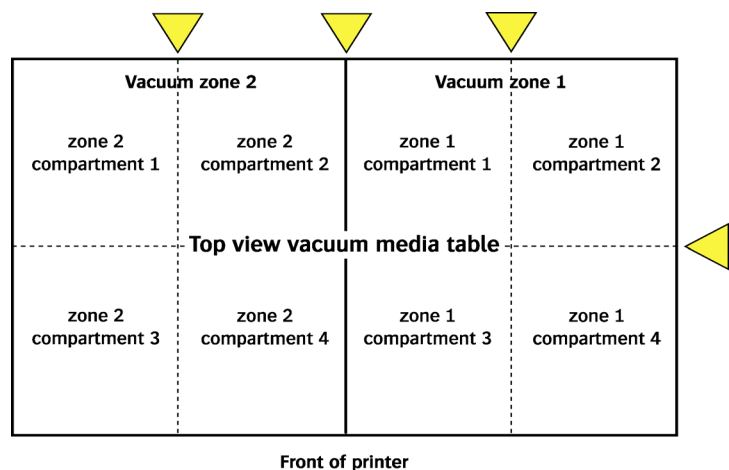 Vacuum zone 2
Vacuum zone 1
zone 2
compartment 1
zone 2
compartment 2
zone 1
compartment 1
zone 1
compartment 2
Top view vacuum media table
zone 2
compartment 3
zone 2
compartment 4
zone 1
compartment 3
zone 1
compartment 4
Front of printer